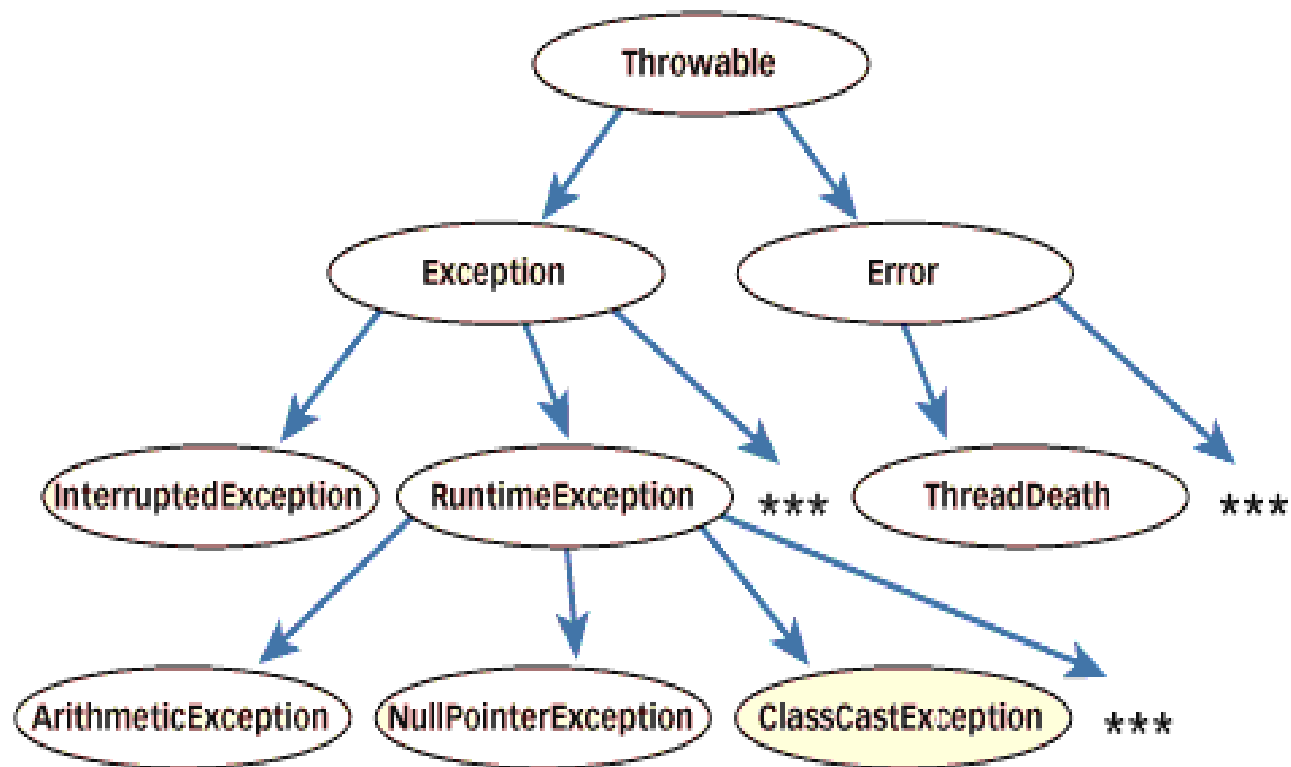 Throwable
Exception
Error
InterruptedException
RuntimeException
***
ThreadDeath
***
ArithmeticException
NullPointerException
ClassCastException
***